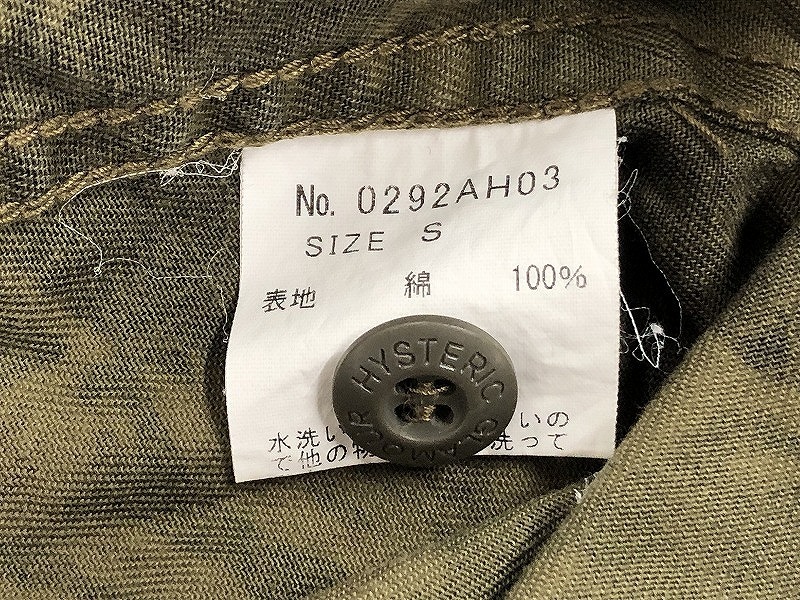 No. 0292AH03
SIZE S
表地 綿 100%
HYSTERIC GLAMOUR
水洗い いの
で他の物 洗って